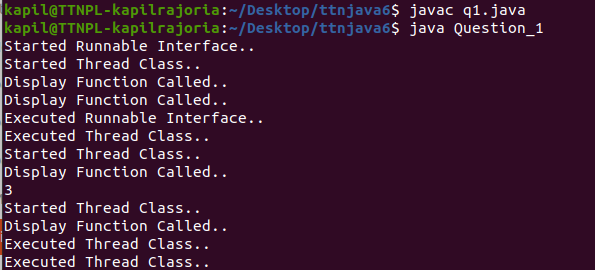 kapil@TTNPL-kapilrajoria:~/Desktop/ttnjava6$ javac q1.java
kapil@TTNPL-kapilrajoria:~/Desktop/ttnjava6$ java Question_1
Started Runnable Interface..
Started Thread Class..
Display Function Called..
Display Function Called..
Executed Runnable Interface..
Executed Thread Class..
Started Thread Class..
Display Function Called..
3
Started Thread Class..
Display Function Called..
Executed Thread Class..
Executed Thread Class..